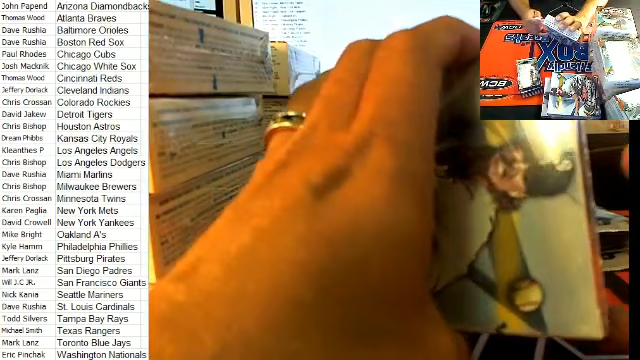 John Papend Arizona Diamondbacks
Thomas Wood Atlanta Braves
Dave Rushia Baltimore Orioles
Dave Rushia Boston Red Sox
Paul Rhodes Chicago Cubs
Josh Macknik Chicago White Sox
Thomas Wood Cincinnati Reds
Jeffery Dorlack Cleveland Indians
Chris Crossan Colorado Rockies
David Jakew Detroit Tigers
Chris Bishop Houston Astros
Dream Phibbs Kansas City Royals
Kleanthes P Los Angeles Angels
Chris Bishop Los Angeles Dodgers
Dave Rushia Miami Marlins
Chris Bishop Milwaukee Brewers
Chris Crossan Minnesota Twins
Karen Paglia New York Mets
David Crowell New York Yankees
Mike Bright Oakland A's
Kyle Hamm Philadelphia Phillies
Jeffery Dorlack Pittsburg Pirates
Mark Lanz San Diego Padres
Will J.C JR. San Francisco Giants
Nick Kania Seattle Mariners
Dave Rushia St. Louis Cardinals
Todd Silvers Tampa Bay Rays
Michael Smith Texas Rangers
Mark Lanz Toronto Blue Jays
Eric Pinchak Washington Nationals
BOX
BCW